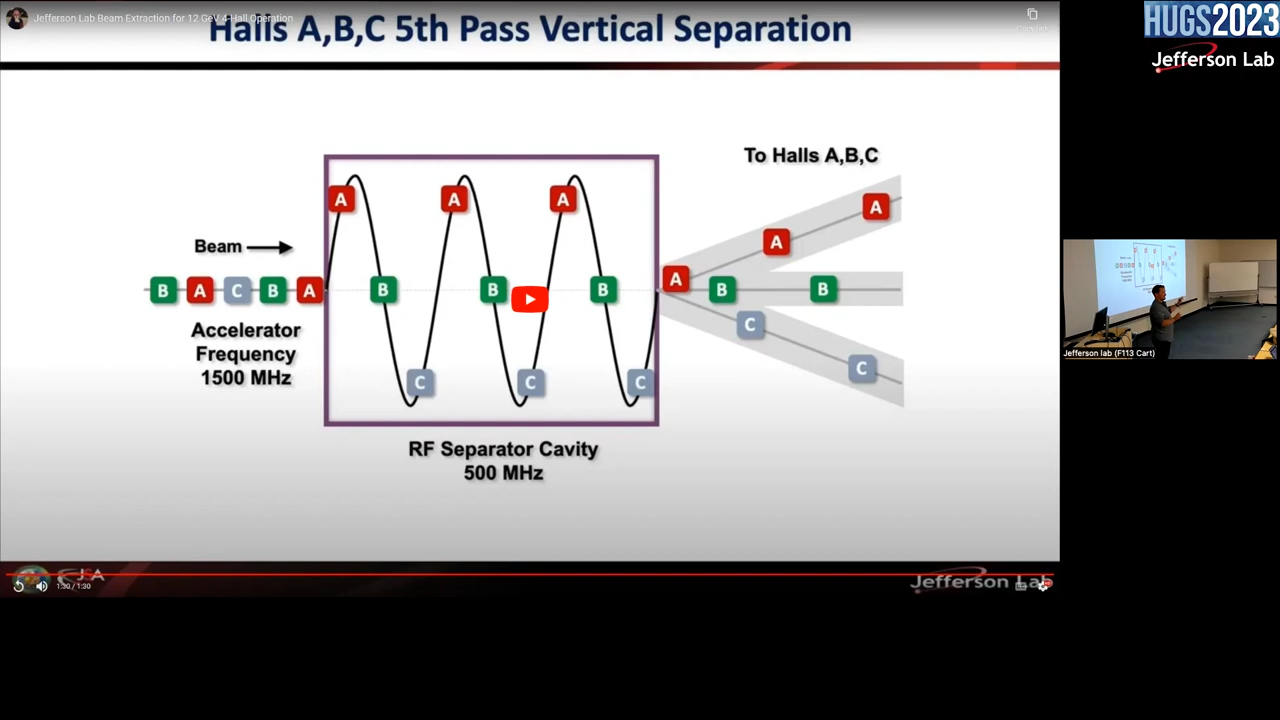 Jefferson Lab Beam Extraction for 12 GeV 4-Hall Operation
Halls A,B,C 5th Pass Vertical Separation
HUGS2023
Jefferson Lab
To Halls A,B,C
A A A
A
A
Beam
B A C B A
B B B
A B B
C
C C C
C
Accelerator
Frequency
1500 MHz
RF Separator Cavity
500 MHz
Jefferson lab (F113 Cart)
JSA
1:30 / 1:30
Jefferson Lab